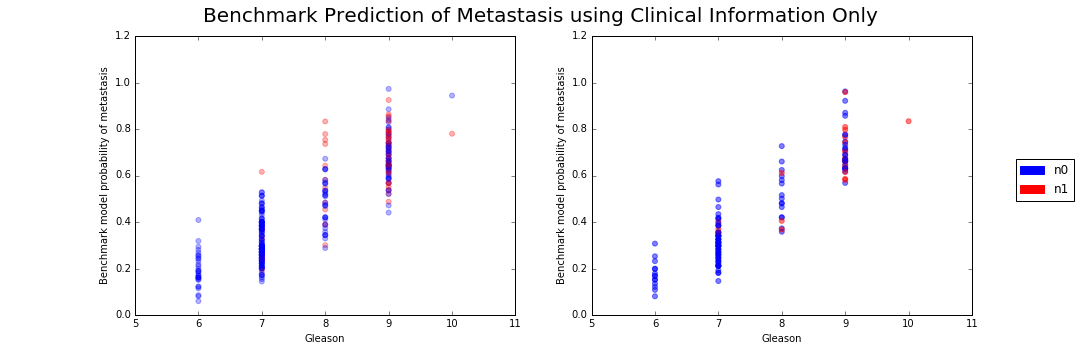 Benchmark Prediction of Metastasis using Clinical Information Only
Benchmark model probability of metastasis
1.2
1.0
0.8
0.6
0.4
0.2
0.0
5 6 7 8 9 10 11
Gleason
Benchmark model probability of metastasis
1.2
1.0
0.8
0.6
0.4
0.2
0.0
5 6 7 8 9 10 11
Gleason
n0
n1